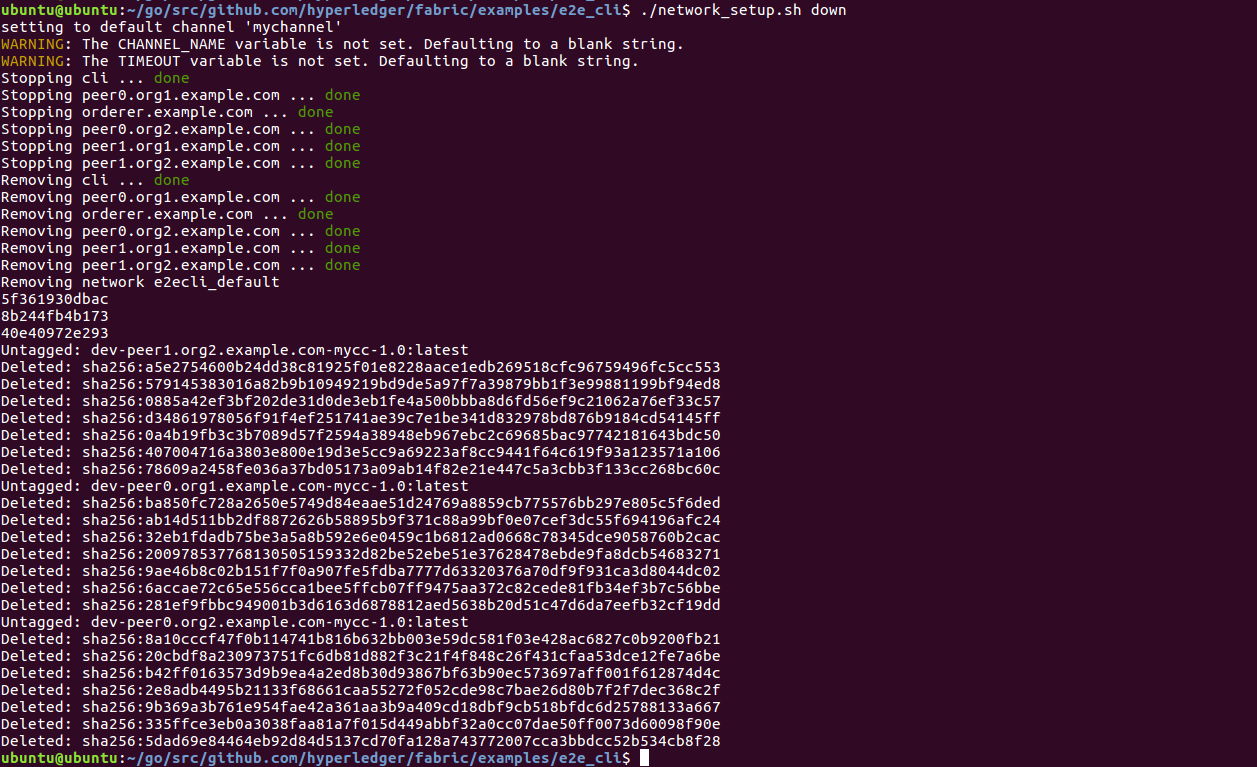 ubuntu@ubuntu:~/go/src/github.com/hyperledger/fabric/examples/e2e_cli$ ./network_setup.sh down
setting to default channel 'mychannel'
WARNING: The CHANNEL_NAME variable is not set. Defaulting to a blank string.
WARNING: The TIMEOUT variable is not set. Defaulting to a blank string.
Stopping cli ... done
Stopping peer0.org1.example.com ... done
Stopping orderer.example.com ... done
Stopping peer0.org2.example.com ... done
Stopping peer1.org1.example.com ... done
Stopping peer1.org2.example.com ... done
Removing cli ... done
Removing peer0.org1.example.com ... done
Removing orderer.example.com ... done
Removing peer0.org2.example.com ... done
Removing peer1.org1.example.com ... done
Removing peer1.org2.example.com ... done
Removing network e2ecli_default
5f361930dbac
8b244fb4b173
40e40972e293
Untagged: dev-peer1.org2.example.com-mycc-1.0:latest
Deleted: sha256:a5e2754600b24dd38c81925f01e8228aace1edb269518cfc96759496fc5cc553
Deleted: sha256:579145383016a82b9b10949219bd9de5a97f7a39879bb1f3e99881199bf94ed8
Deleted: sha256:0885a42ef3bf202de31d0de3eb1fe4a500bbba8d6fd56ef9c21062a76ef33c57
Deleted: sha256:d34861978056f91f4ef251741ae39c7e1be341d832978bd876b9184cd54145ff
Deleted: sha256:0a4b19fb3c3b7089d57f2594a38948eb967ebc2c69685bac97742181643bdc50
Deleted: sha256:407004716a3803e800e19d3e5cc9a69223af8cc9441f64c619f93a123571a106
Deleted: sha256:78609a2458fe036a37bd05173a09ab14f82e21e447c5a3cbb3f133cc268bc60c
Untagged: dev-peer0.org1.example.com-mycc-1.0:latest
Deleted: sha256:ba850fc728a2650e5749d84eaae51d24769a8859cb775576bb297e805c5f6ded
Deleted: sha256:ab14d511bb2df8872626b58895b9f371c88a99bf0e07cef3dc55f694196afc24
Deleted: sha256:32eb1fdadb75be3a5a8b592e6e0459c1b6812ad0668c78345dce9058760b2cac
Deleted: sha256:200978537768130505159332d82be52ebe51e37628478ebde9fa8dcb54683271
Deleted: sha256:9ae46b8c02b151f7f0a907fe5fdba7777d63320376a70df9f931ca3d8044dc02
Deleted: sha256:6accae72c65e556cca1bee5ffcb07ff9475aa372c82cede81fb34ef3b7c56bbe
Deleted: sha256:281ef9fbbc949001b3d6163d6878812aed5638b20d51c47d6da7eefb32cf19dd
Untagged: dev-peer0.org2.example.com-mycc-1.0:latest
Deleted: sha256:8a10cccf47f0b114741b816b632bb003e59dc581f03e428ac6827c0b9200fb21
Deleted: sha256:20cbdf8a230973751fc6db81d882f3c21f4f848c26f431cfaa53dce12fe7a6be
Deleted: sha256:b42ff0163573d9b9ea4a2ed8b30d93867bf63b90ec573697aff001f612874d4c
Deleted: sha256:2e8adb4495b21133f68661caa55272f052cde98c7bae26d80b7f2f7dec368c2f
Deleted: sha256:9b369a3b761e954fae42a361aa3b9a409cd18dbf9cb518bfdc6d25788133a667
Deleted: sha256:335ffce3eb0a3038faa81a7f015d449abbf32a0cc07dae50ff0073d60098f90e
Deleted: sha256:5dad69e84464eb92d84d5137cd70fa128a743772007cca3bbdcc52b534cb8f28
ubuntu@ubuntu:~/go/src/github.com/hyperledger/fabric/examples/e2e_cli$